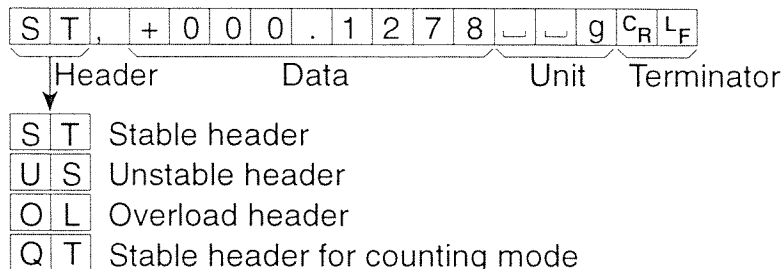 S T , + 0 0 0 . 1 2 7 8 ␣ ␣ g CR LF
Header Data Unit Terminator
S T Stable header
U S Unstable header
O L Overload header
Q T Stable header for counting mode